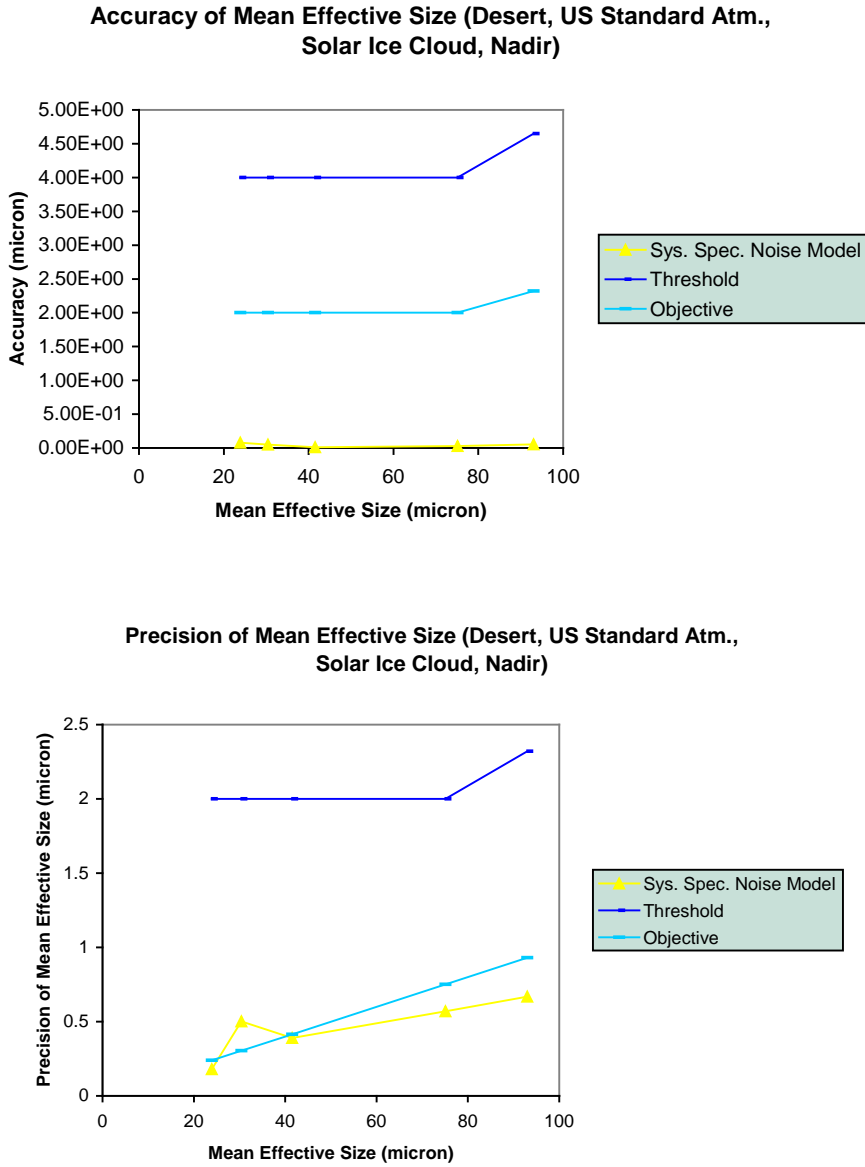 Accuracy of Mean Effective Size (Desert, US Standard Atm.,
Solar Ice Cloud, Nadir)
5.00E+00
4.50E+00
4.00E+00
3.50E+00
3.00E+00
2.50E+00
2.00E+00
1.50E+00
1.00E+00
5.00E-01
0.00E+00
Accuracy (micron)
0 20 40 60 80 100
Mean Effective Size (micron)
Sys. Spec. Noise Model
Threshold
Objective
Precision of Mean Effective Size (Desert, US Standard Atm.,
Solar Ice Cloud, Nadir)
2.5
2
1.5
1
0.5
0
Precision of Mean Effective Size (micron)
0 20 40 60 80 100
Mean Effective Size (micron)
Sys. Spec. Noise Model
Threshold
Objective